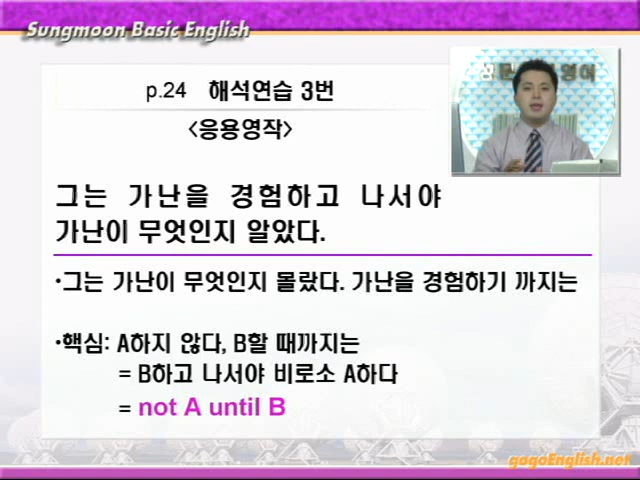 Sungmoon Basic English
p.24 해석연습 3번
<응용영작>
그는 가난을 경험하고 나서야
가난이 무엇인지 알았다.
•그는 가난이 무엇인지 몰랐다. 가난을 경험하기 까지는
•핵심: A하지 않다, B할 때까지는
= B하고 나서야 비로소 A하다
= not A until B
gogoEnglish.net